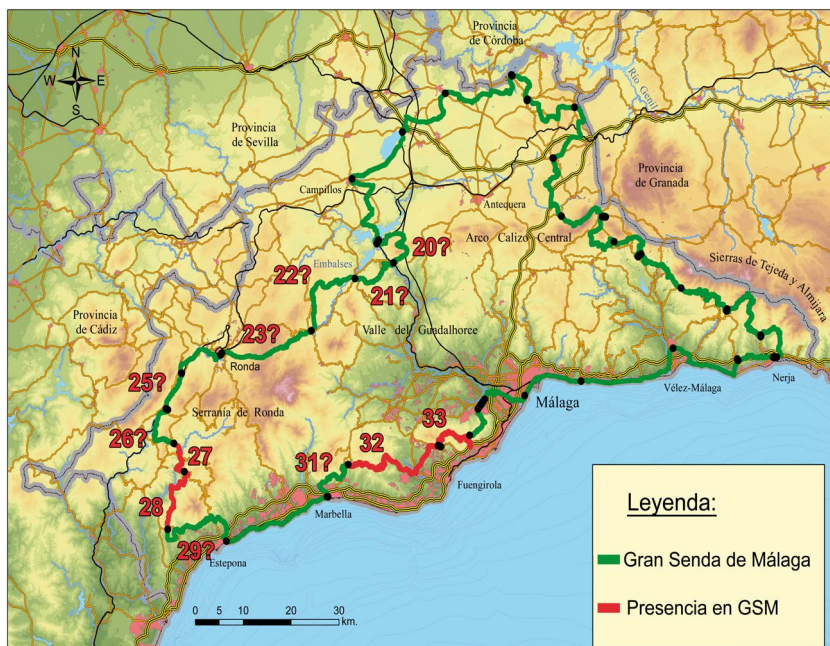 Provincia
de Córdoba
N
W E
S
Río Genil
Provincia
de Sevilla
Provincia
de Granada
Campillos
Antequera
Arco Calizo Central
20?
Sierras de Tejeda y Almijara
22?
Embalses
21?
Provincia
de Cádiz
23?
Valle del Guadalhorce
Ronda
Nerja
25?
Vélez-Málaga
Málaga
Serranía de Ronda
33
26?
32
27
31?
Fuengirola
28
Marbella
29?
Estepona
0 5 10 20 30
km.
Leyenda:
Gran Senda de Málaga
Presencia en GSM